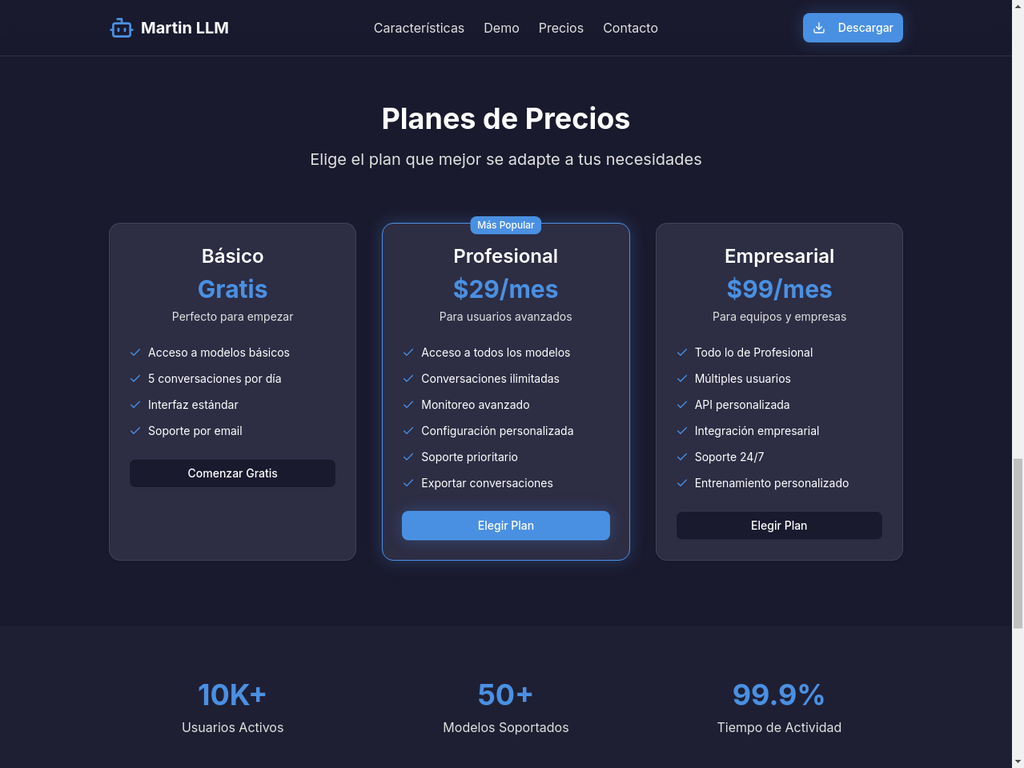 Martin LLM
Características
Demo
Precios
Contacto
Descargar
Planes de Precios
Elige el plan que mejor se adapte a tus necesidades
Básico
Gratis
Perfecto para empezar
Acceso a modelos básicos
5 conversaciones por día
Interfaz estándar
Soporte por email
Comenzar Gratis
Más Popular
Profesional
$29/mes
Para usuarios avanzados
Acceso a todos los modelos
Conversaciones ilimitadas
Monitoreo avanzado
Configuración personalizada
Soporte prioritario
Exportar conversaciones
Elegir Plan
Empresarial
$99/mes
Para equipos y empresas
Todo lo de Profesional
Múltiples usuarios
API personalizada
Integración empresarial
Soporte 24/7
Entrenamiento personalizado
Elegir Plan
10K+
Usuarios Activos
50+
Modelos Soportados
99.9%
Tiempo de Actividad